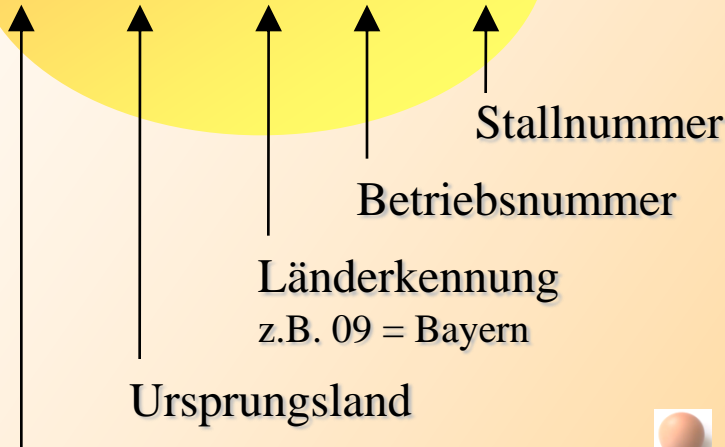 Stallnummer
Betriebsnummer
Länderkennung
z.B. 09 = Bayern
Ursprungsland